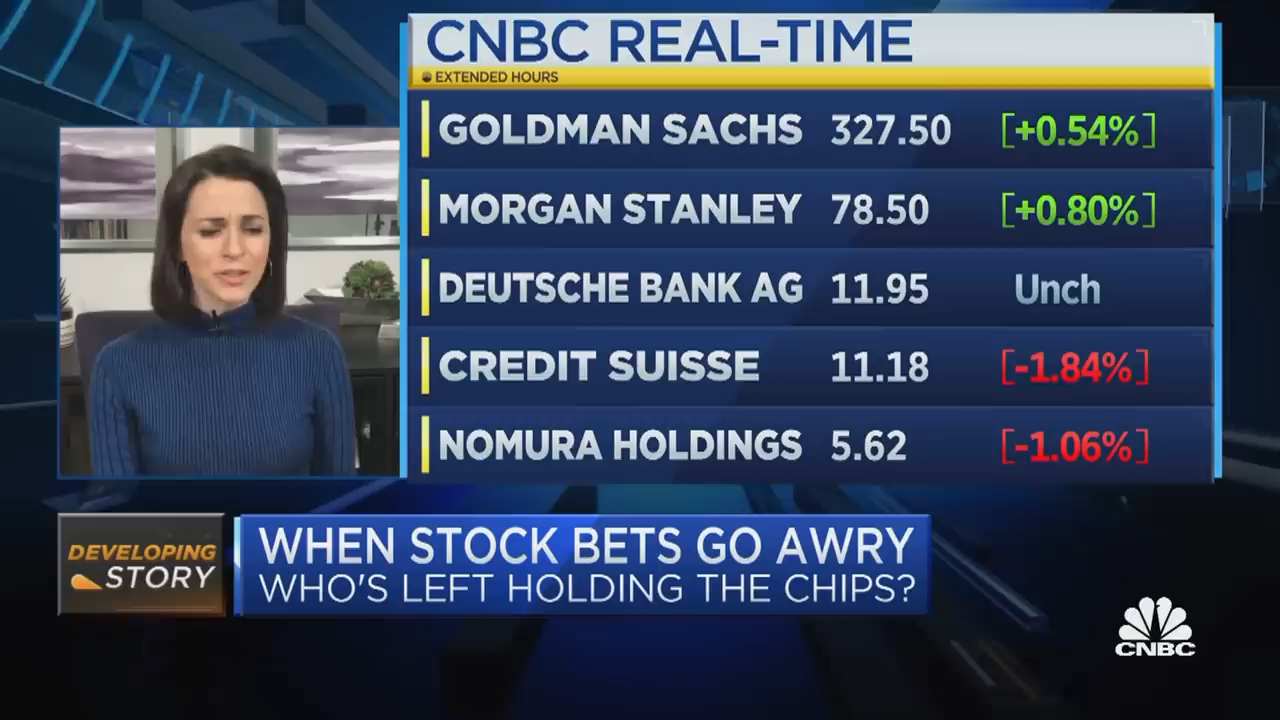 CNBC REAL-TIME
EXTENDED HOURS
GOLDMAN SACHS 327.50 [+0.54%]
MORGAN STANLEY 78.50 [+0.80%]
DEUTSCHE BANK AG 11.95 Unch
CREDIT SUISSE 11.18 [-1.84%]
NOMURA HOLDINGS 5.62 [-1.06%]
DEVELOPING
STORY
WHEN STOCK BETS GO AWRY
WHO'S LEFT HOLDING THE CHIPS?
CNBC